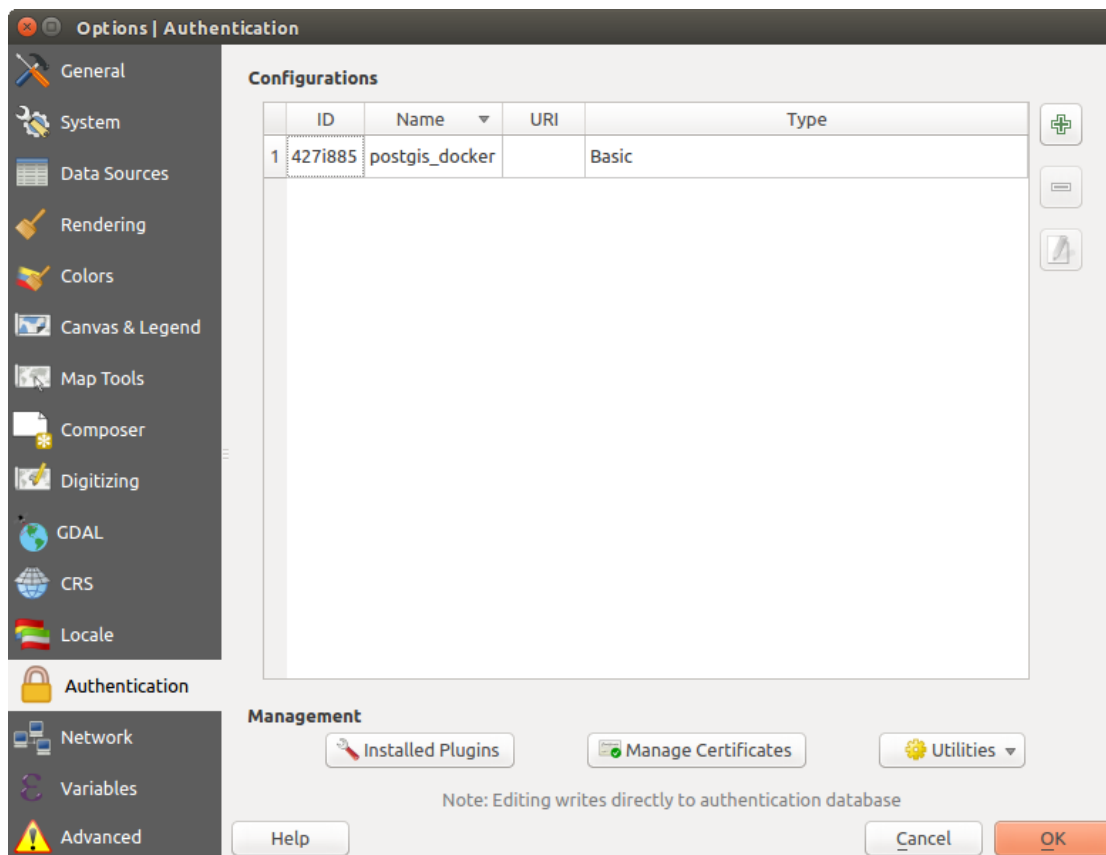 Options | Authentication
General
System
Data Sources
Rendering
Colors
Canvas & Legend
Map Tools
Composer
Digitizing
GDAL
CRS
Locale
Authentication
Network
Variables
Advanced
Configurations
ID Name URI Type
1 427i885 postgis_docker Basic
Management
Installed Plugins Manage Certificates Utilities
Note: Editing writes directly to authentication database
Help Cancel OK